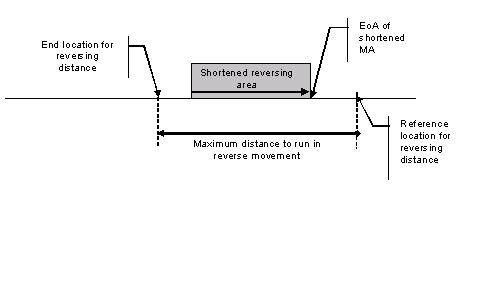 End location for
reversing
distance
EoA of
shortened
MA
Shortened reversing
area
Maximum distance to run in
reverse movement
Reference
location for
reversing
distance